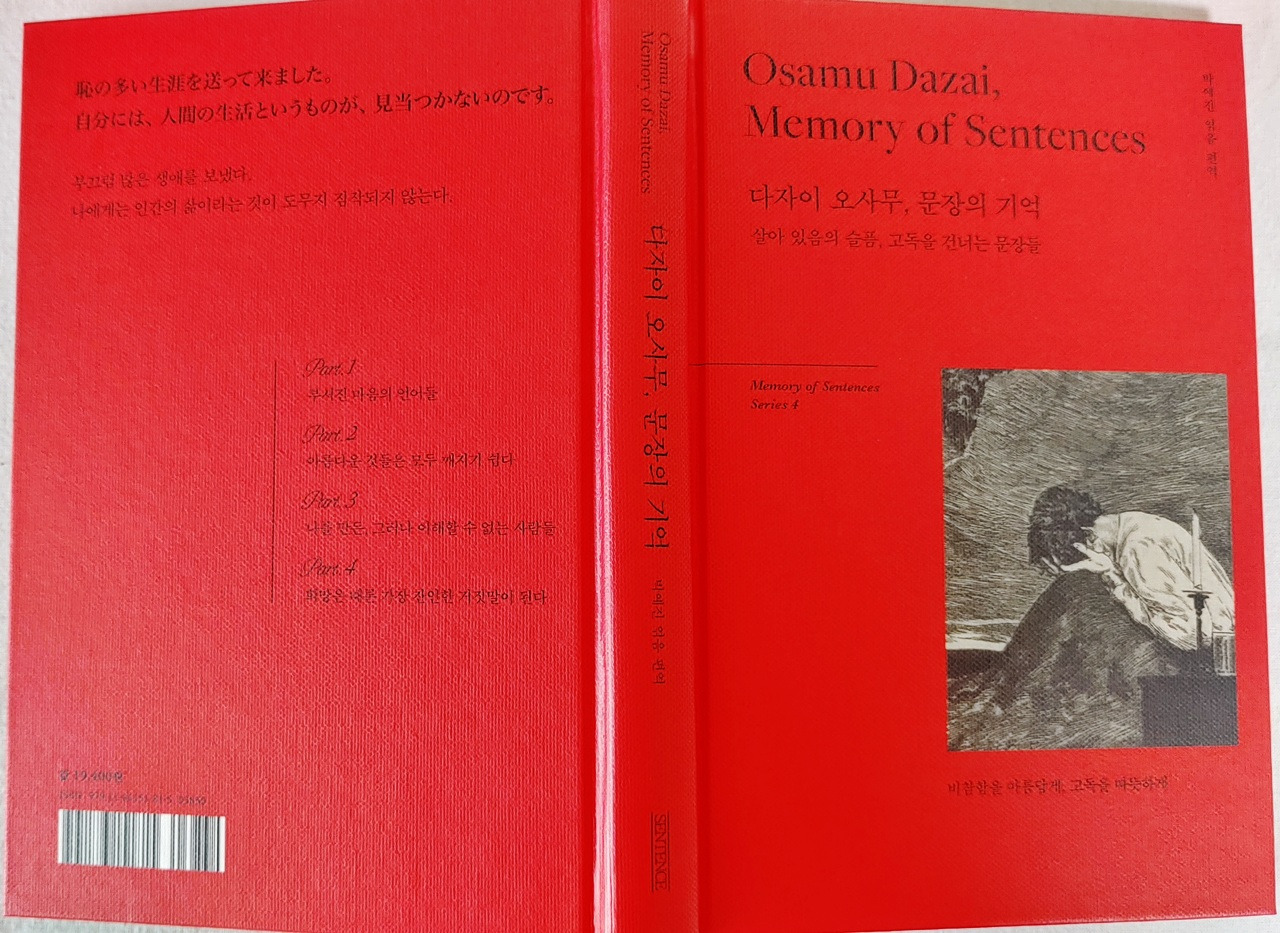 恥の多い生涯を送って来ました。
自分には、人間の生活というものが、見当つかないのです。
부끄럼 많은 생애를 보냈다.
나에게는 인간의 삶이라는 것이 도무지 짐작되지 않는다.
Part. 1
부서진 마음의 언어들
Part. 2
아름다운 것들은 모두 깨지기 쉽다
Part. 3
나를 만든, 그러나 이해할 수 없는 사람들
Part. 4
희망은 때론 가장 잔인한 거짓말이 된다
값 19,400원
ISBN
Osamu Dazai,
Memory of Sentences
다자이 오사무, 문장의 기억
박예진 엮음 편역
SENTENCE
Osamu Dazai,
Memory of Sentences
박예진 엮음 편역
다자이 오사무, 문장의 기억
살아 있음의 슬픔, 고독을 건너는 문장들
Memory of Sentences
Series 4
비참함을 아름답게, 고독을 따뜻하게